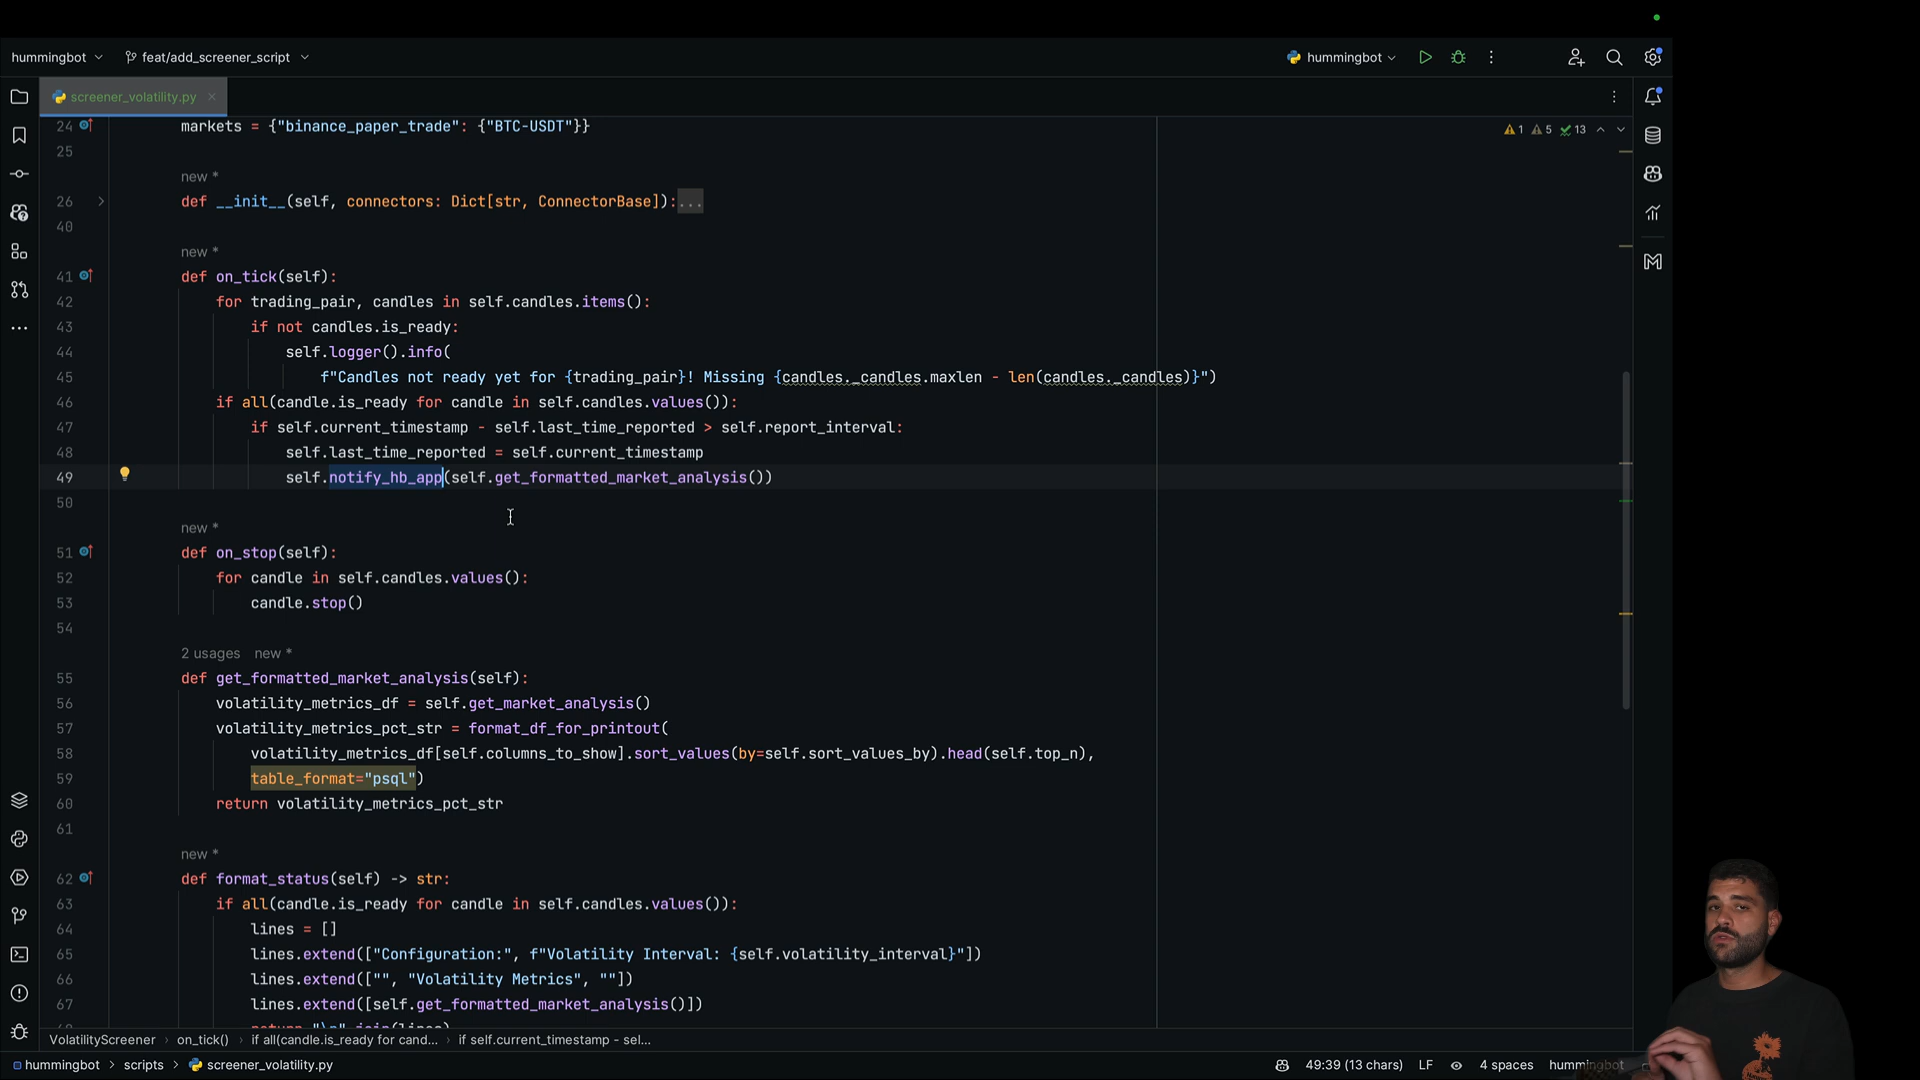 hummingbot
feat/add_screener_script
hummingbot
screener_volatility.py
1 5 13
24 markets = {"binance_paper_trade": {"BTC-USDT"}}
25
new *
26 def __init__(self, connectors: Dict[str, ConnectorBase]):...
40
new *
41 def on_tick(self):
42 for trading_pair, candles in self.candles.items():
43 if not candles.is_ready:
44 self.logger().info(
45 f"Candles not ready yet for {trading_pair}! Missing {candles._candles.maxlen - len(candles._candles)}")
46 if all(candle.is_ready for candle in self.candles.values()):
47 if self.current_timestamp - self.last_time_reported > self.report_interval:
48 self.last_time_reported = self.current_timestamp
49 self.notify_hb_app(self.get_formatted_market_analysis())
50
new *
51 def on_stop(self):
52 for candle in self.candles.values():
53 candle.stop()
54
2 usages new *
55 def get_formatted_market_analysis(self):
56 volatility_metrics_df = self.get_market_analysis()
57 volatility_metrics_pct_str = format_df_for_printout(
58 volatility_metrics_df[self.columns_to_show].sort_values(by=self.sort_values_by).head(self.top_n),
59 table_format="psql")
60 return volatility_metrics_pct_str
61
new *
62 def format_status(self) -> str:
63 if all(candle.is_ready for candle in self.candles.values()):
64 lines = []
65 lines.extend(["Configuration:", f"Volatility Interval: {self.volatility_interval}"])
66 lines.extend(["", "Volatility Metrics", ""])
67 lines.extend([self.get_formatted_market_analysis()])
68 return "\n".join(lines)
VolatilityScreener on_tick() if all(candle.is_ready for cand... if self.current_timestamp - sel...
hummingbot scripts screener_volatility.py
49:39 (13 chars) LF 4 spaces hummingbot